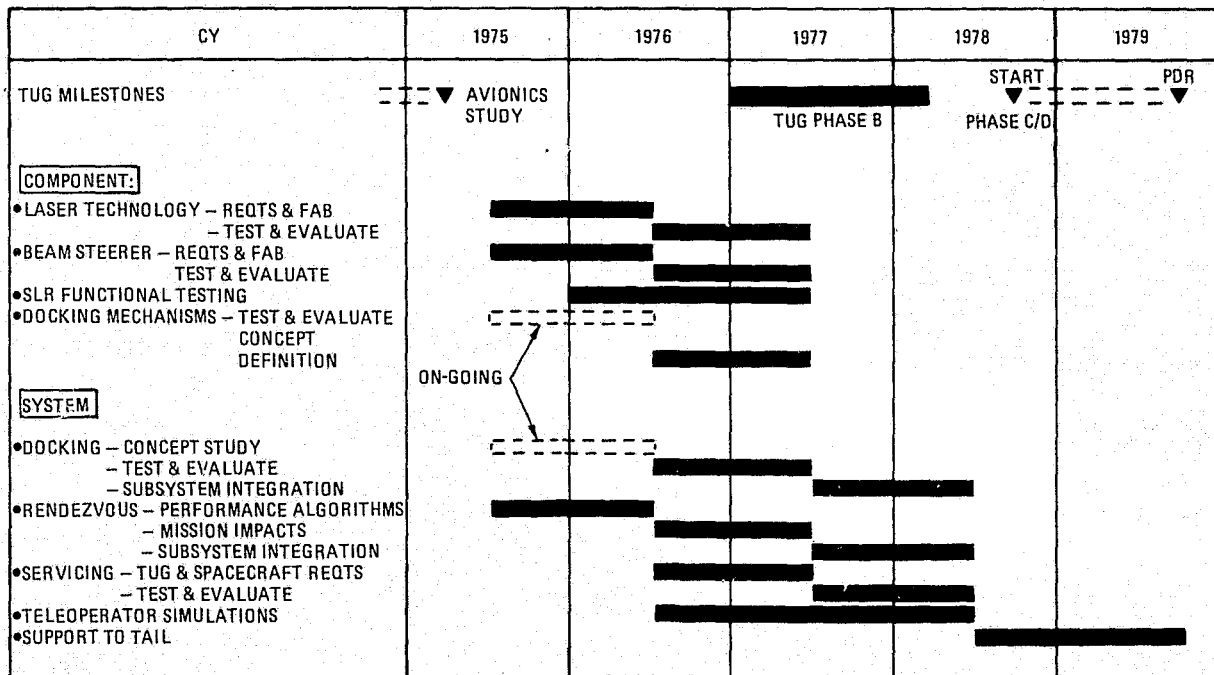 CY 1975 1976 1977 1978 1979
START PDR
TUG MILESTONES AVIONICS
STUDY TUG PHASE B PHASE C/D
COMPONENT:
•LASER TECHNOLOGY – REQTS & FAB
– TEST & EVALUATE
•BEAM STEERER – REQTS & FAB
TEST & EVALUATE
•SLR FUNCTIONAL TESTING
•DOCKING MECHANISMS – TEST & EVALUATE
CONCEPT
DEFINITION
ON-GOING
SYSTEM
•DOCKING – CONCEPT STUDY
– TEST & EVALUATE
– SUBSYSTEM INTEGRATION
•RENDEZVOUS – PERFORMANCE ALGORITHMS
– MISSION IMPACTS
– SUBSYSTEM INTEGRATION
•SERVICING – TUG & SPACECRAFT REQTS
– TEST & EVALUATE
•TELEOPERATOR SIMULATIONS
•SUPPORT TO TAIL